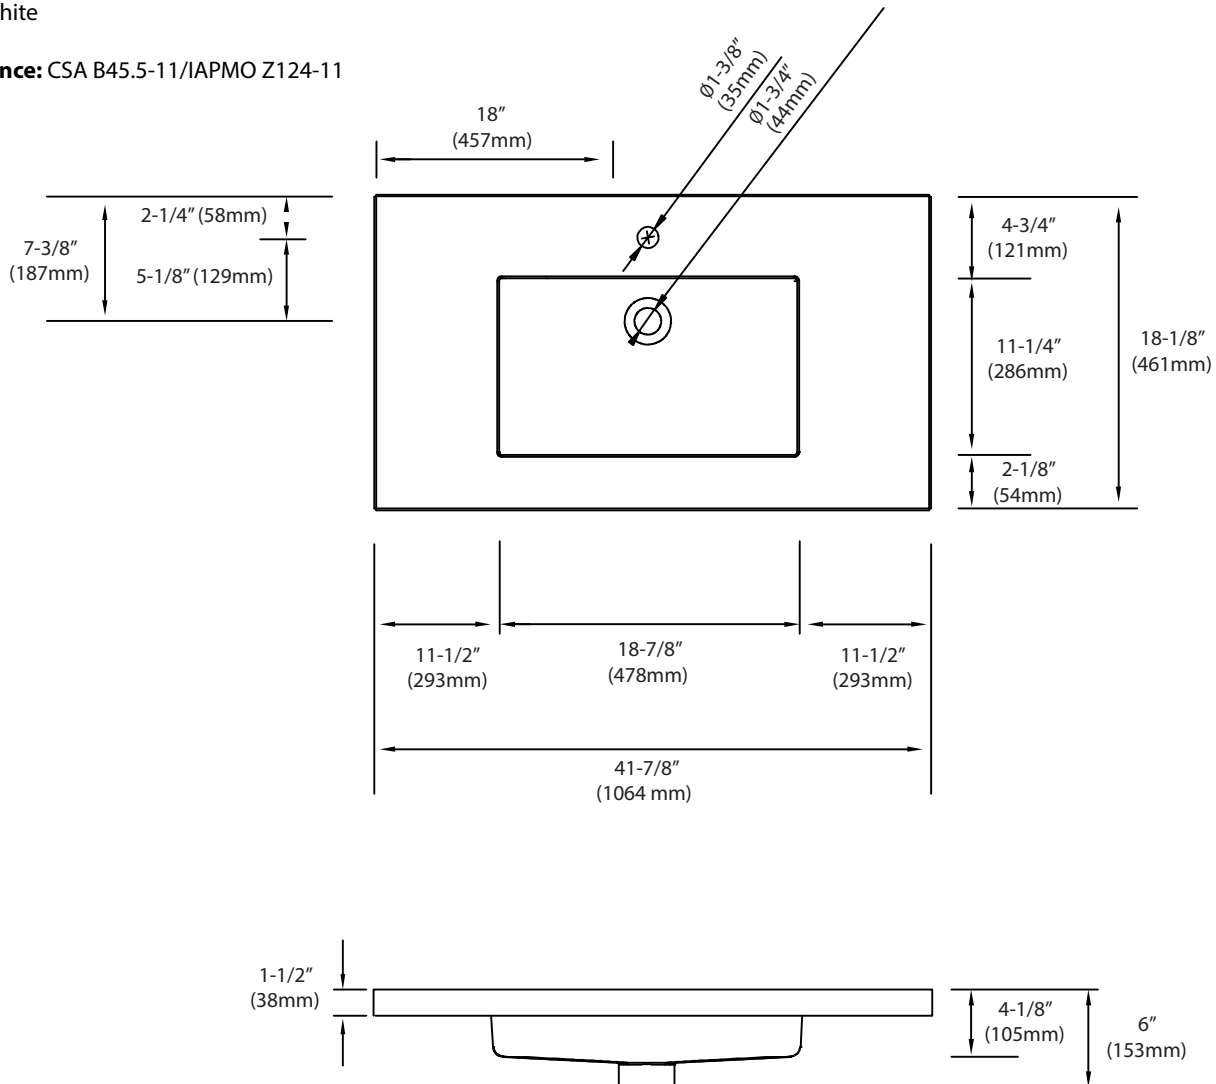 hite
nce: CSA B45.5-11/IAPMO Z124-11
Ø1-3/8”
(35mm)
Ø1-3/4”
(44mm)
18”
(457mm)
2-1/4” (58mm)
7-3/8”
(187mm)
5-1/8” (129mm)
4-3/4”
(121mm)
11-1/4”
(286mm)
18-1/8”
(461mm)
2-1/8”
(54mm)
11-1/2”
(293mm)
18-7/8”
(478mm)
11-1/2”
(293mm)
41-7/8”
(1064 mm)
1-1/2”
(38mm)
4-1/8”
(105mm)
6”
(153mm)